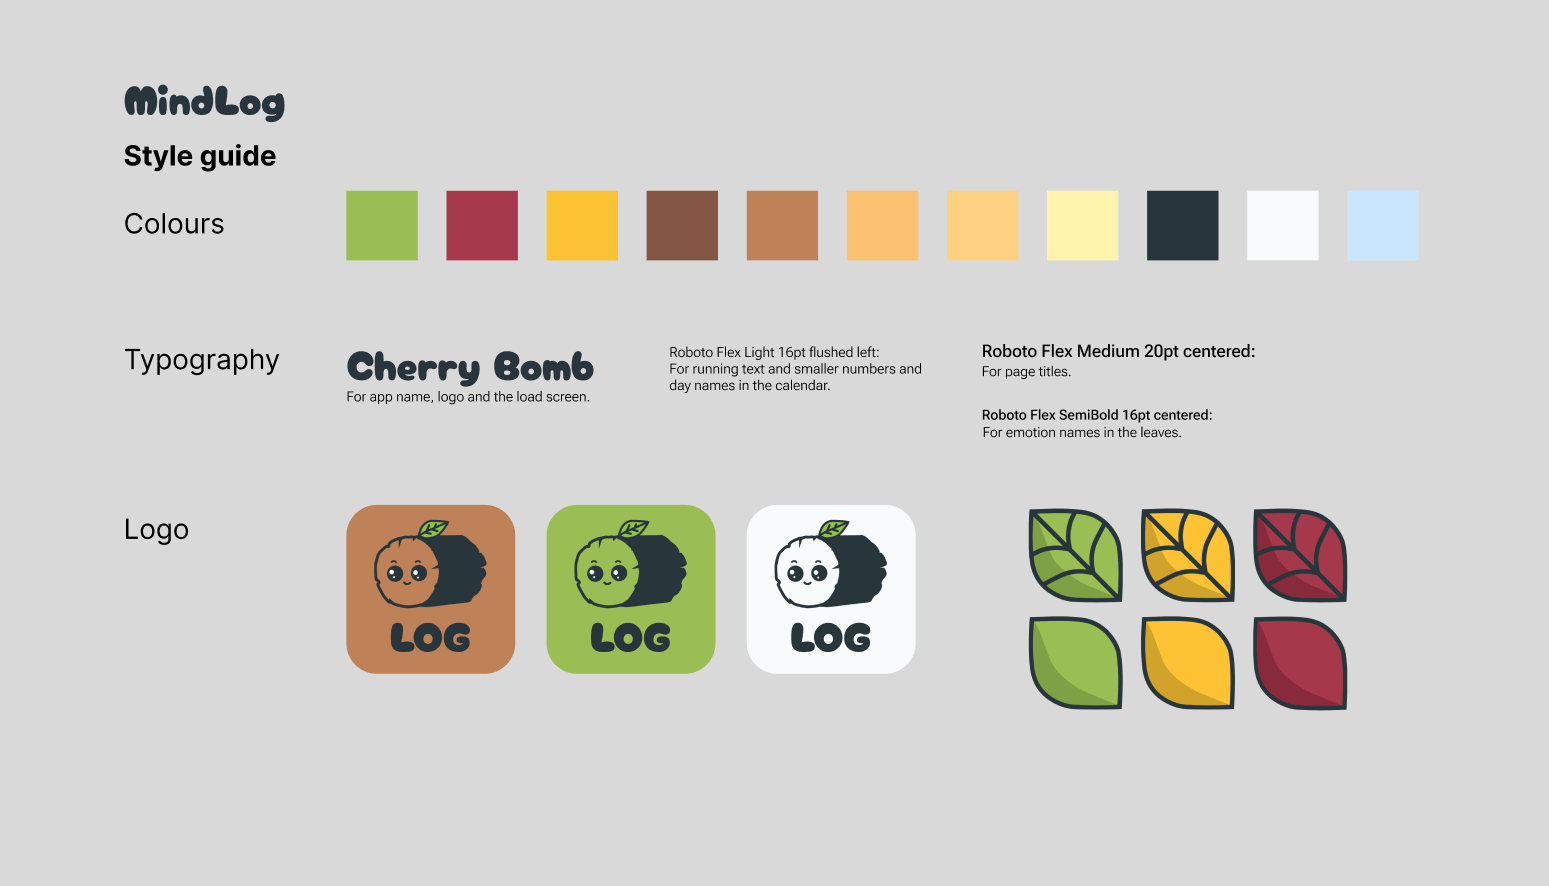 MindLog
Style guide
Colours
Typography
Cherry Bomb
For app name, logo and the load screen.
Roboto Flex Light 16pt flushed left:
For running text and smaller numbers and
day names in the calendar.
Roboto Flex Medium 20pt centered:
For page titles.
Roboto Flex SemiBold 16pt centered:
For emotion names in the leaves.
Logo
LOG
LOG
LOG